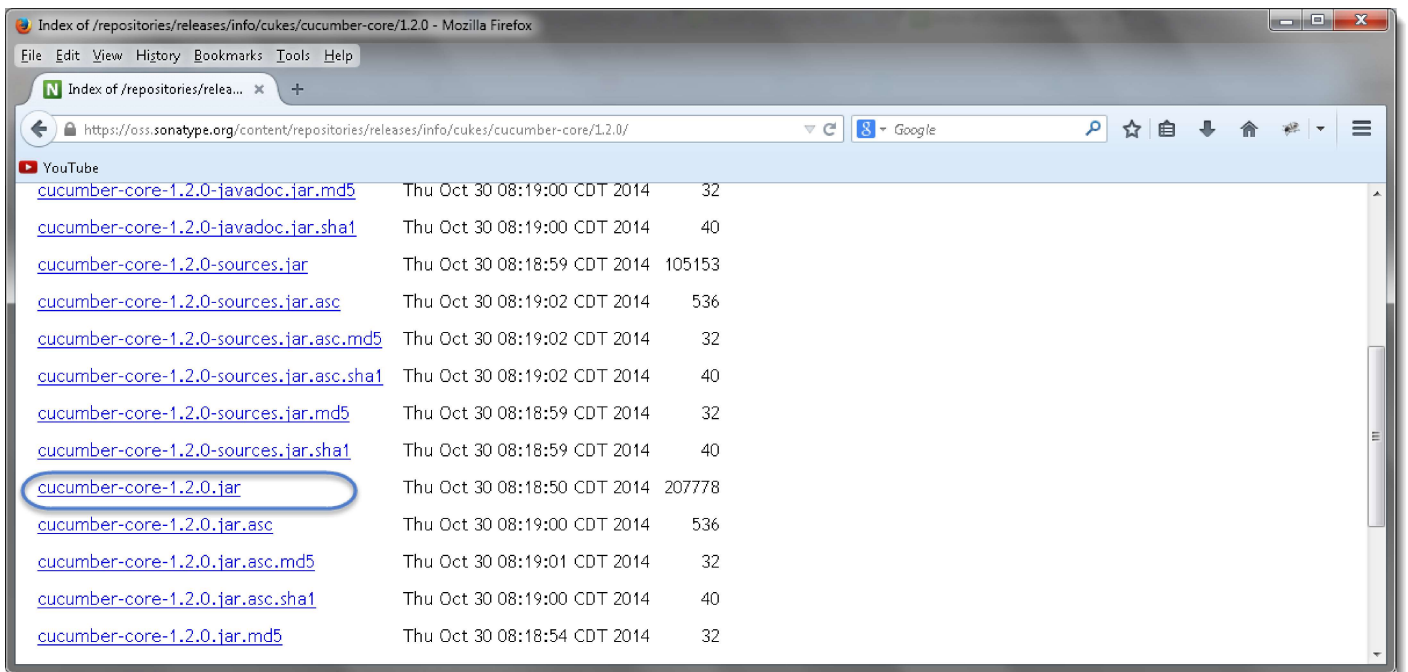 Index of /repositories/releases/info/cukes/cucumber-core/1.2.0 - Mozilla Firefox
File Edit View History Bookmarks Tools Help
N Index of /repositories/relea... × +
https://oss.sonatype.org/content/repositories/releases/info/cukes/cucumber-core/1.2.0/ 8 Google
YouTube
cucumber-core-1.2.0-javadoc.jar.md5 Thu Oct 30 08:19:00 CDT 2014 32
cucumber-core-1.2.0-javadoc.jar.sha1 Thu Oct 30 08:19:00 CDT 2014 40
cucumber-core-1.2.0-sources.jar Thu Oct 30 08:18:59 CDT 2014 105153
cucumber-core-1.2.0-sources.jar.asc Thu Oct 30 08:19:02 CDT 2014 536
cucumber-core-1.2.0-sources.jar.asc.md5 Thu Oct 30 08:19:02 CDT 2014 32
cucumber-core-1.2.0-sources.jar.asc.sha1 Thu Oct 30 08:19:02 CDT 2014 40
cucumber-core-1.2.0-sources.jar.md5 Thu Oct 30 08:18:59 CDT 2014 32
cucumber-core-1.2.0-sources.jar.sha1 Thu Oct 30 08:18:59 CDT 2014 40
cucumber-core-1.2.0.jar Thu Oct 30 08:18:50 CDT 2014 207778
cucumber-core-1.2.0.jar.asc Thu Oct 30 08:19:00 CDT 2014 536
cucumber-core-1.2.0.jar.asc.md5 Thu Oct 30 08:19:01 CDT 2014 32
cucumber-core-1.2.0.jar.asc.sha1 Thu Oct 30 08:19:00 CDT 2014 40
cucumber-core-1.2.0.jar.md5 Thu Oct 30 08:18:54 CDT 2014 32